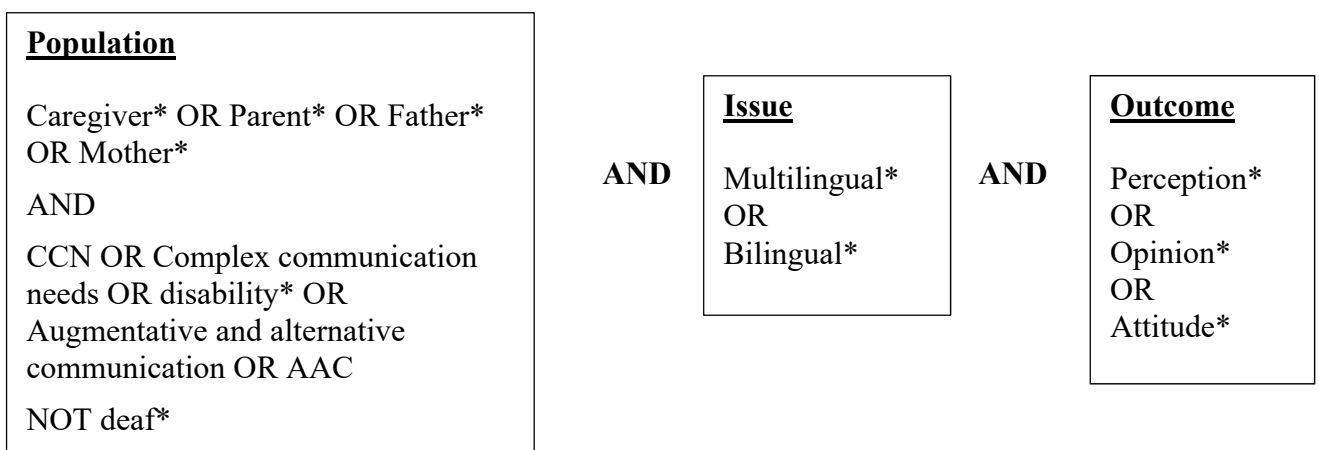 Population
Caregiver* OR Parent* OR Father*
OR Mother*
AND
CCN OR Complex communication
needs OR disability* OR
Augmentative and alternative
communication OR AAC
NOT deaf*
AND
Issue
Multilingual*
OR
Bilingual*
AND
Outcome
Perception*
OR
Opinion*
OR
Attitude*